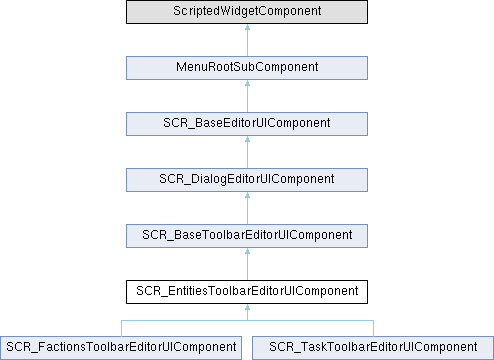 ScriptedWidgetComponent
MenuRootSubComponent
SCR_BaseEditorUIComponent
SCR_DialogEditorUIComponent
SCR_BaseToolbarEditorUIComponent
SCR_EntitiesToolbarEditorUIComponent
SCR_FactionsToolbarEditorUIComponent
SCR_TaskToolbarEditorUIComponent